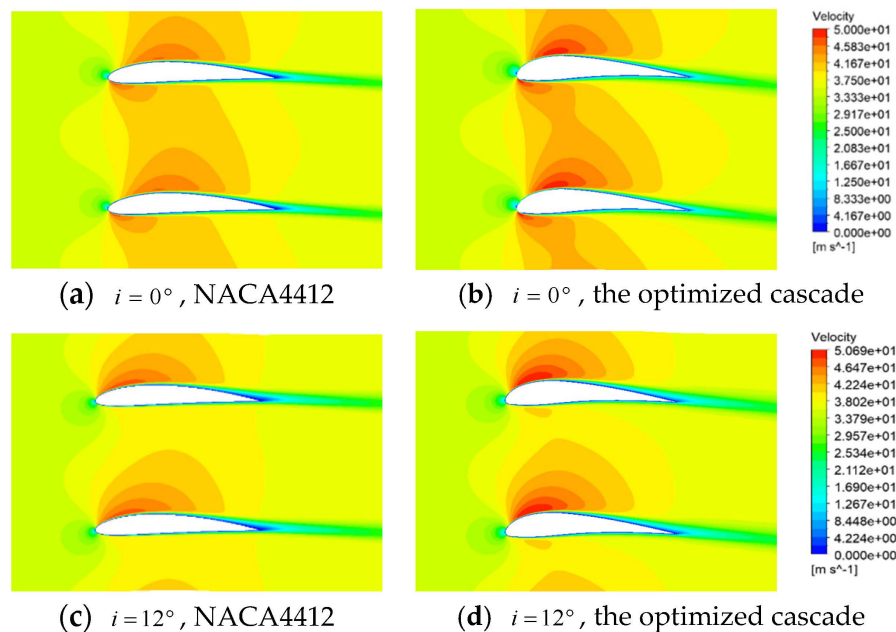 Velocity
5.000e+01
4.583e+01
4.167e+01
3.750e+01
3.333e+01
2.917e+01
2.500e+01
2.083e+01
1.667e+01
1.250e+01
8.333e+00
4.167e+00
0.000e+00
[m s^-1]
(a) i = 0° , NACA4412
(b) i = 0° , the optimized cascade
Velocity
5.069e+01
4.647e+01
4.224e+01
3.802e+01
3.379e+01
2.957e+01
2.534e+01
2.112e+01
1.690e+01
1.267e+01
8.448e+00
4.224e+00
0.000e+00
[m s^-1]
(c) i = 12° , NACA4412
(d) i = 12° , the optimized cascade